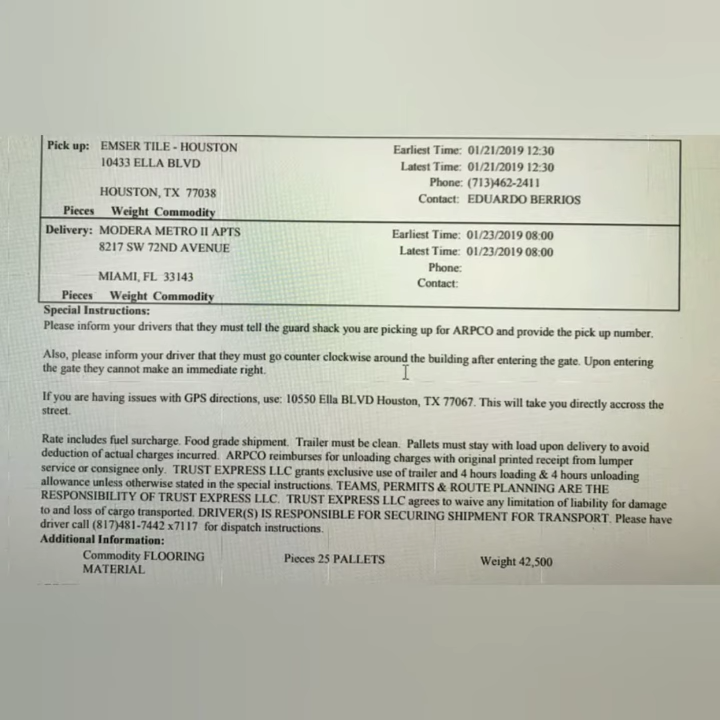 Pick up: EMSER TILE - HOUSTON Earliest Time: 01/21/2019 12:30
10433 ELLA BLVD Latest Time: 01/21/2019 12:30
Phone: (713)462-2411
HOUSTON, TX 77038 Contact: EDUARDO BERRIOS
Pieces Weight Commodity
Delivery: MODERA METRO II APTS Earliest Time: 01/23/2019 08:00
8217 SW 72ND AVENUE Latest Time: 01/23/2019 08:00
Phone:
MIAMI, FL 33143 Contact:
Pieces Weight Commodity
Special Instructions:
Please inform your drivers that they must tell the guard shack you are picking up for ARPCO and provide the pick up number.
Also, please inform your driver that they must go counter clockwise around the building after entering the gate. Upon entering
the gate they cannot make an immediate right.
If you are having issues with GPS directions, use: 10550 Ella BLVD Houston, TX 77067. This will take you directly accross the
street.
Rate includes fuel surcharge. Food grade shipment. Trailer must be clean. Pallets must stay with load upon delivery to avoid
deduction of actual charges incurred. ARPCO reimburses for unloading charges with original printed receipt from lumper
service or consignee only. TRUST EXPRESS LLC grants exclusive use of trailer and 4 hours loading & 4 hours unloading
allowance unless otherwise stated in the special instructions. TEAMS, PERMITS & ROUTE PLANNING ARE THE
RESPONSIBILITY OF TRUST EXPRESS LLC. TRUST EXPRESS LLC agrees to waive any limitation of liability for damage
to and loss of cargo transported. DRIVER(S) IS RESPONSIBLE FOR SECURING SHIPMENT FOR TRANSPORT. Please have
driver call (817)481-7442 x7117 for dispatch instructions.
Additional Information:
Commodity FLOORING Pieces 25 PALLETS Weight 42,500
MATERIAL